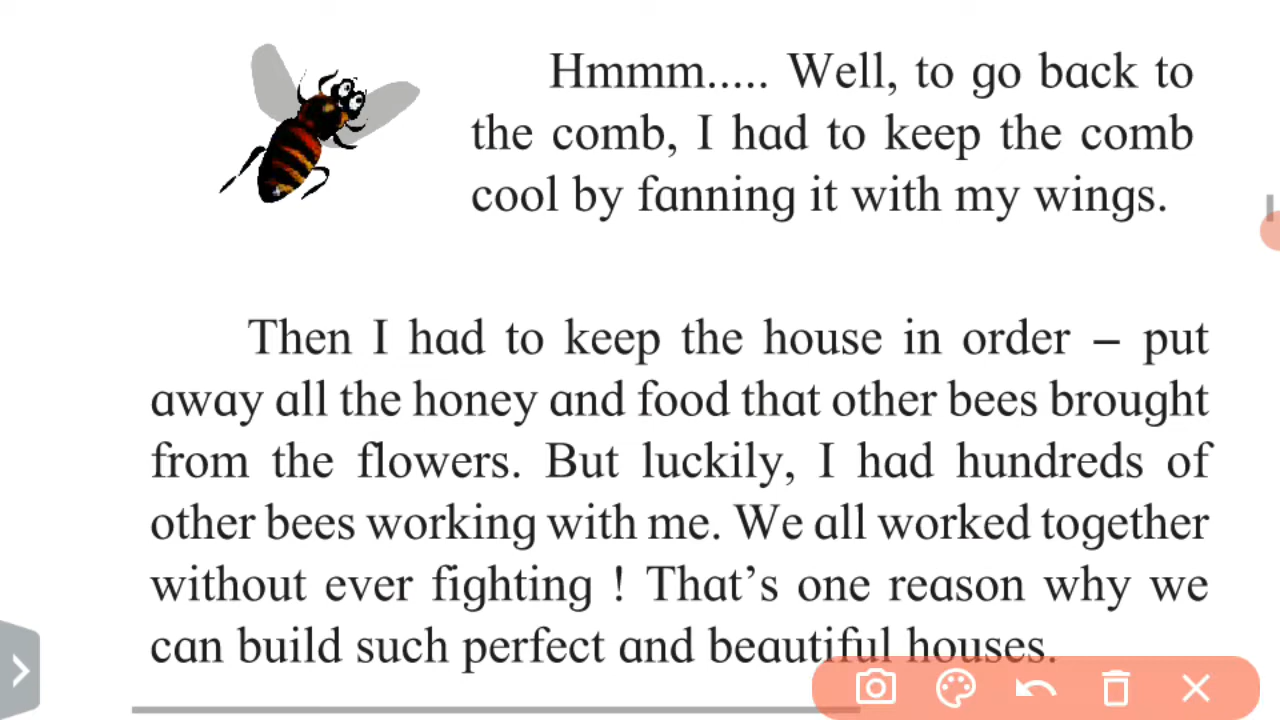 Hmmm..... Well, to go back to
the comb, I had to keep the comb
cool by fanning it with my wings.
Then I had to keep the house in order – put
away all the honey and food that other bees brought
from the flowers. But luckily, I had hundreds of
other bees working with me. We all worked together
without ever fighting ! That’s one reason why we
can build such perfect and beautiful houses.